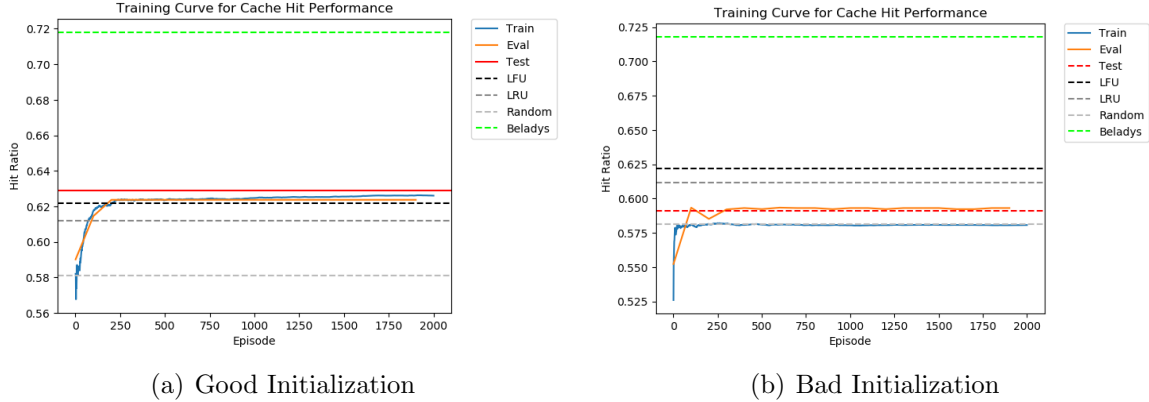 Training Curve for Cache Hit Performance
0.72
0.70
0.68
0.66
0.64
0.62
0.60
0.58
0.56
Hit Ratio
0
250
500
750
1000
1250
1500
1750
2000
Episode
Train
Eval
Test
LFU
LRU
Random
Beladys
(a) Good Initialization
Training Curve for Cache Hit Performance
0.725
0.700
0.675
0.650
0.625
0.600
0.575
0.550
0.525
Hit Ratio
0
250
500
750
1000
1250
1500
1750
2000
Episode
Train
Eval
Test
LFU
LRU
Random
Beladys
(b) Bad Initialization